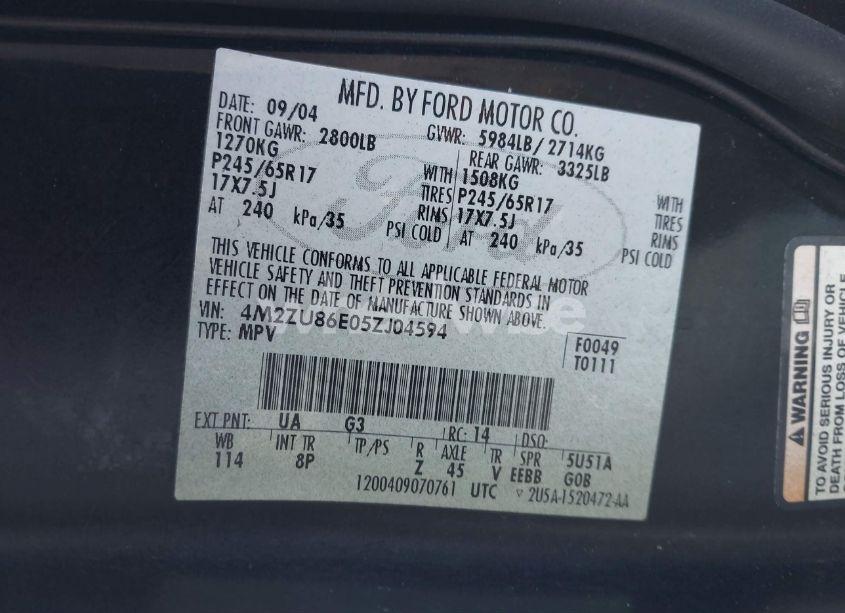 MFD. BY FORD MOTOR CO.
DATE: 09/04 GVWR: 5984LB/ 2714KG
FRONT GAWR: 2800LB REAR GAWR: 3325LB
1270KG WITH 1508KG WITH
P245/65R17 TIRES P245/65R17 TIRES
17X7.5J RIMS 17X7.5J RIMS
AT 240 kPa/35 PSI COLD AT 240 kPa/35 PSI COLD
THIS VEHICLE CONFORMS TO ALL APPLICABLE FEDERAL MOTOR
VEHICLE SAFETY AND THEFT PREVENTION STANDARDS IN
EFFECT ON THE DATE OF MANUFACTURE SHOWN ABOVE.
VIN: 4M2ZU86E05ZJ04594
TYPE: MPV
F0049
T0111
EXT PNT: UA G3 RC: 14 DSO:
WB INT TR TP/PS R AXLE TR SPR 5U51A
114 8P Z 45 V EEBB GOB
1200409070761 UTC ▽ 2U5A-1520472-AA
Ford
WARNING
TO AVOID SERIOUS INJURY OR
DEATH FROM LOSS OF VEHICLE